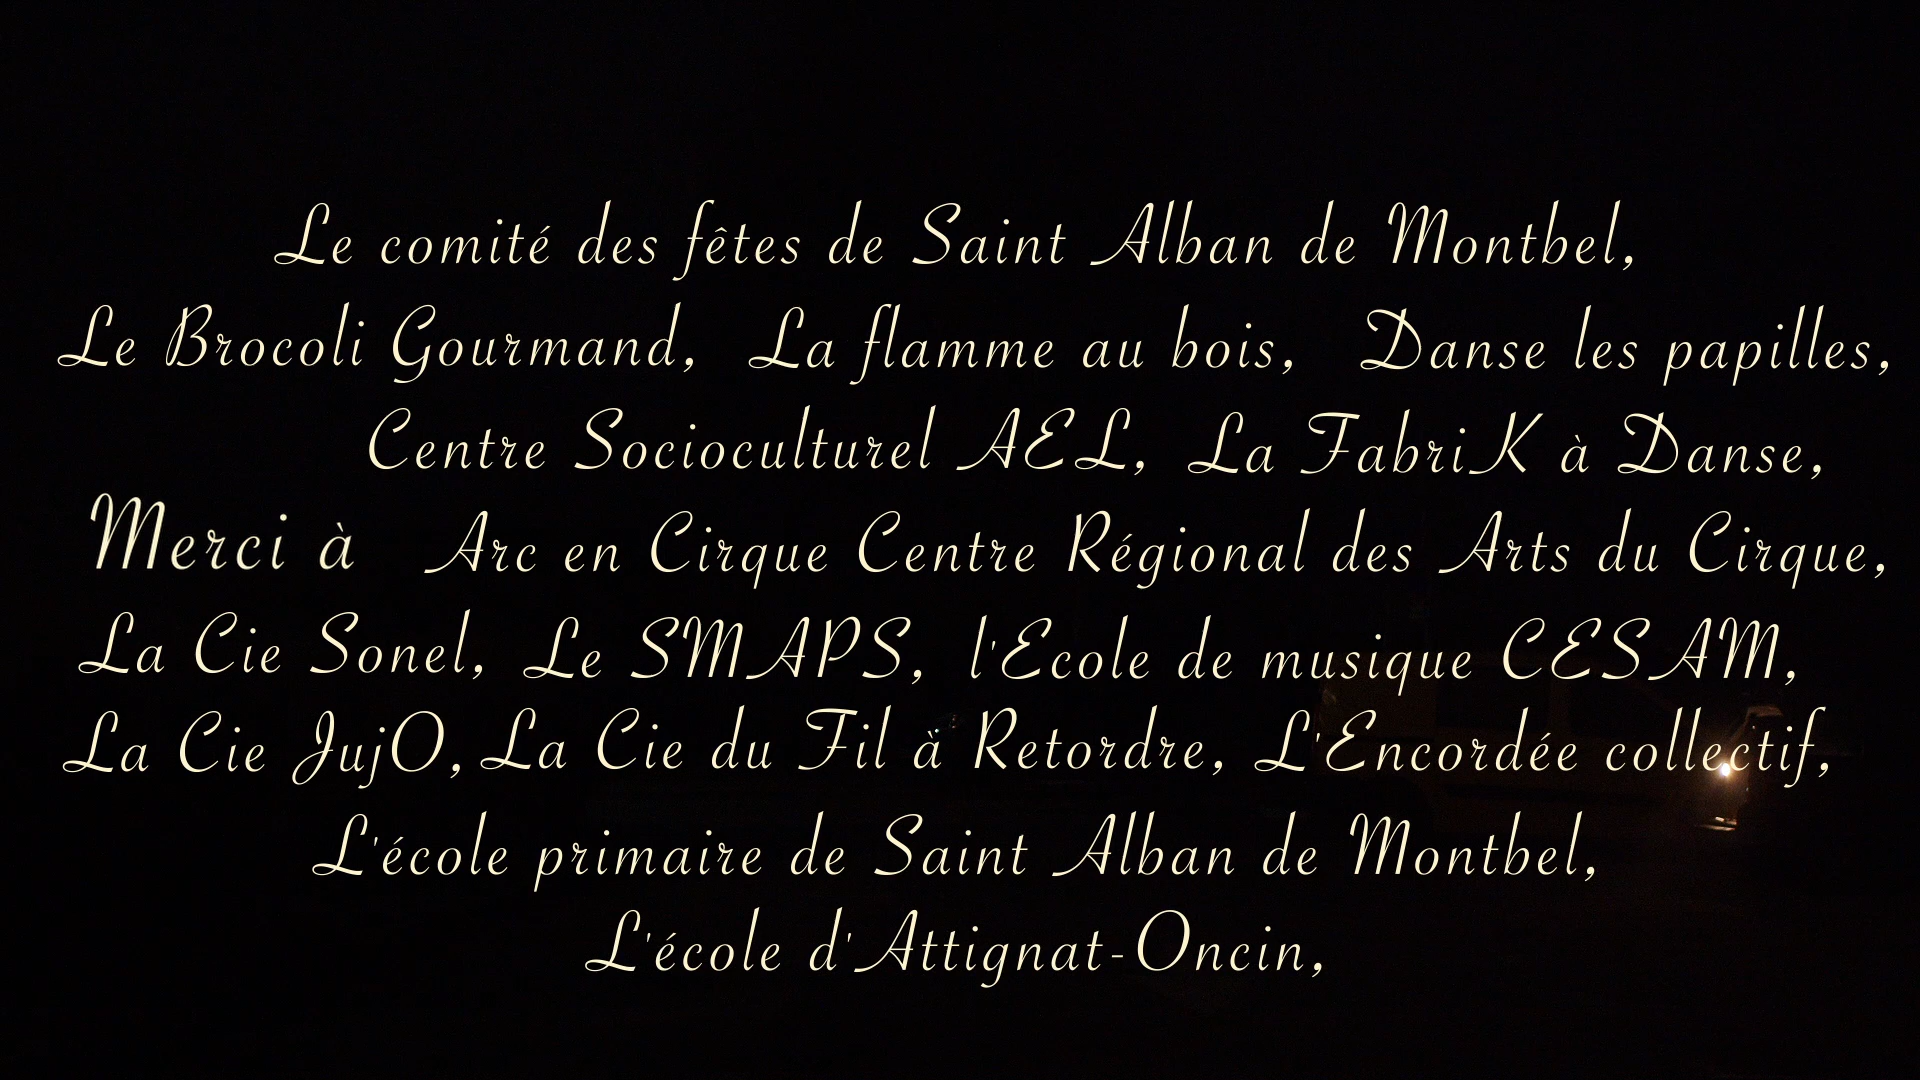 Le comité des fêtes de Saint Alban de Montbel,
Le Brocoli Gourmand, La flamme au bois, Danse les papilles,
Centre Socioculturel AEL, La FabriK à Danse,
Merci à Arc en Cirque Centre Régional des Arts du Cirque,
La Cie Sonel, Le SMAPS, l'Ecole de musique CESAM,
La Cie JujO, La Cie du Fil à Retordre, L'Encordée collectif,
L'école primaire de Saint Alban de Montbel,
L'école d'Attignat-Oncin,